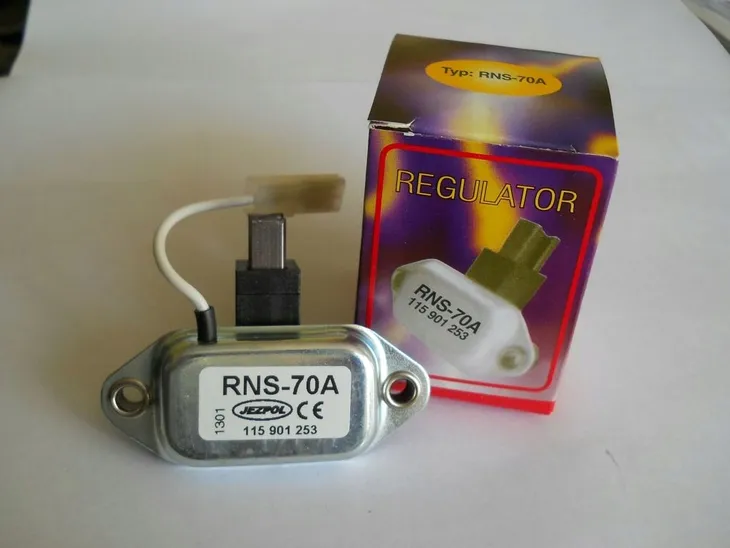 Typ: RNS-70A
REGULATOR
RNS-70A
115 901 253
RNS-70A
JEZPOL CE
1301
115 901 253